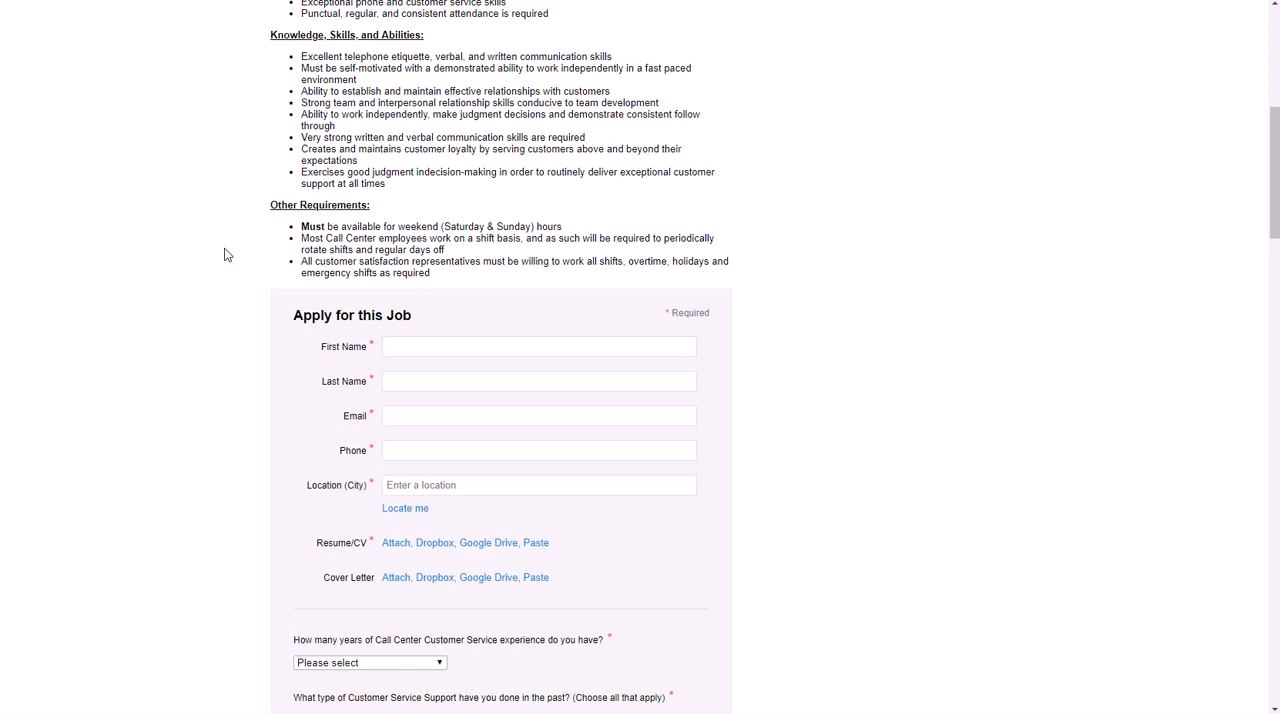 Exceptional phone and customer service skills
Punctual, regular, and consistent attendance is required
Knowledge, Skills, and Abilities:
Excellent telephone etiquette, verbal, and written communication skills
Must be self-motivated with a demonstrated ability to work independently in a fast paced
environment
Ability to establish and maintain effective relationships with customers
Strong team and interpersonal relationship skills conducive to team development
Ability to work independently, make judgment decisions and demonstrate consistent follow
through
Very strong written and verbal communication skills are required
Creates and maintains customer loyalty by serving customers above and beyond their
expectations
Exercises good judgment indecision-making in order to routinely deliver exceptional customer
support at all times
Other Requirements:
Must be available for weekend (Saturday & Sunday) hours
Most Call Center employees work on a shift basis, and as such will be required to periodically
rotate shifts and regular days off
All customer satisfaction representatives must be willing to work all shifts, overtime, holidays and
emergency shifts as required
Apply for this Job * Required
First Name *
Last Name *
Email *
Phone *
Location (City) * Enter a location
Locate me
Resume/CV * Attach, Dropbox, Google Drive, Paste
Cover Letter Attach, Dropbox, Google Drive, Paste
How many years of Call Center Customer Service experience do you have? *
Please select
What type of Customer Service Support have you done in the past? (Choose all that apply) *